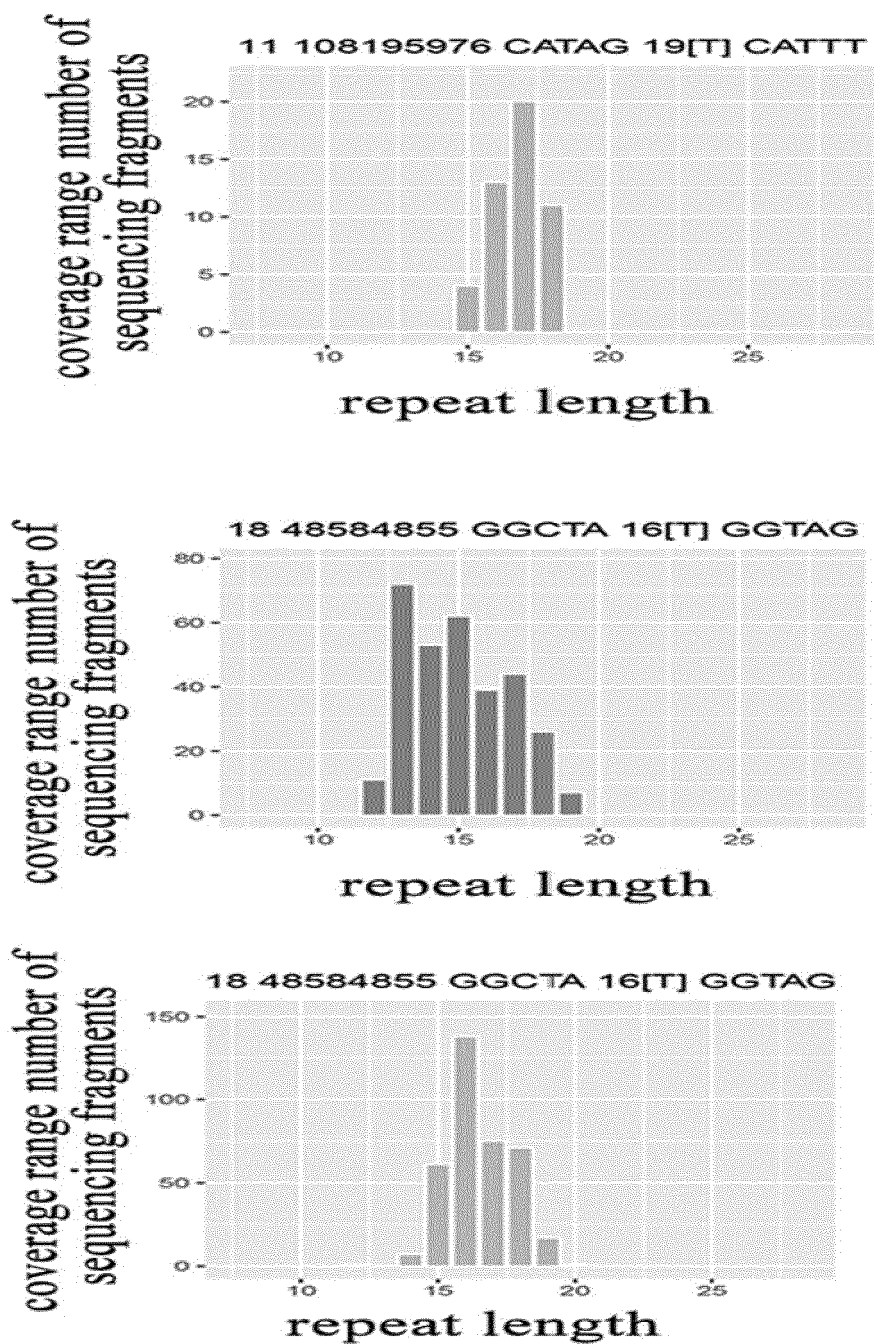 11 108195976 CATAG 19[T] CATTT
coverage range number of
sequencing fragments
20
15
10
5
0
10 15 20 25
repeat length
18 48584855 GGCTA 16[T] GGTAG
coverage range number of
sequencing fragments
80
60
40
20
0
10 15 20 25
repeat length
18 48584855 GGCTA 16[T] GGTAG
coverage range number of
sequencing fragments
150
100
50
0
10 15 20 25
repeat length